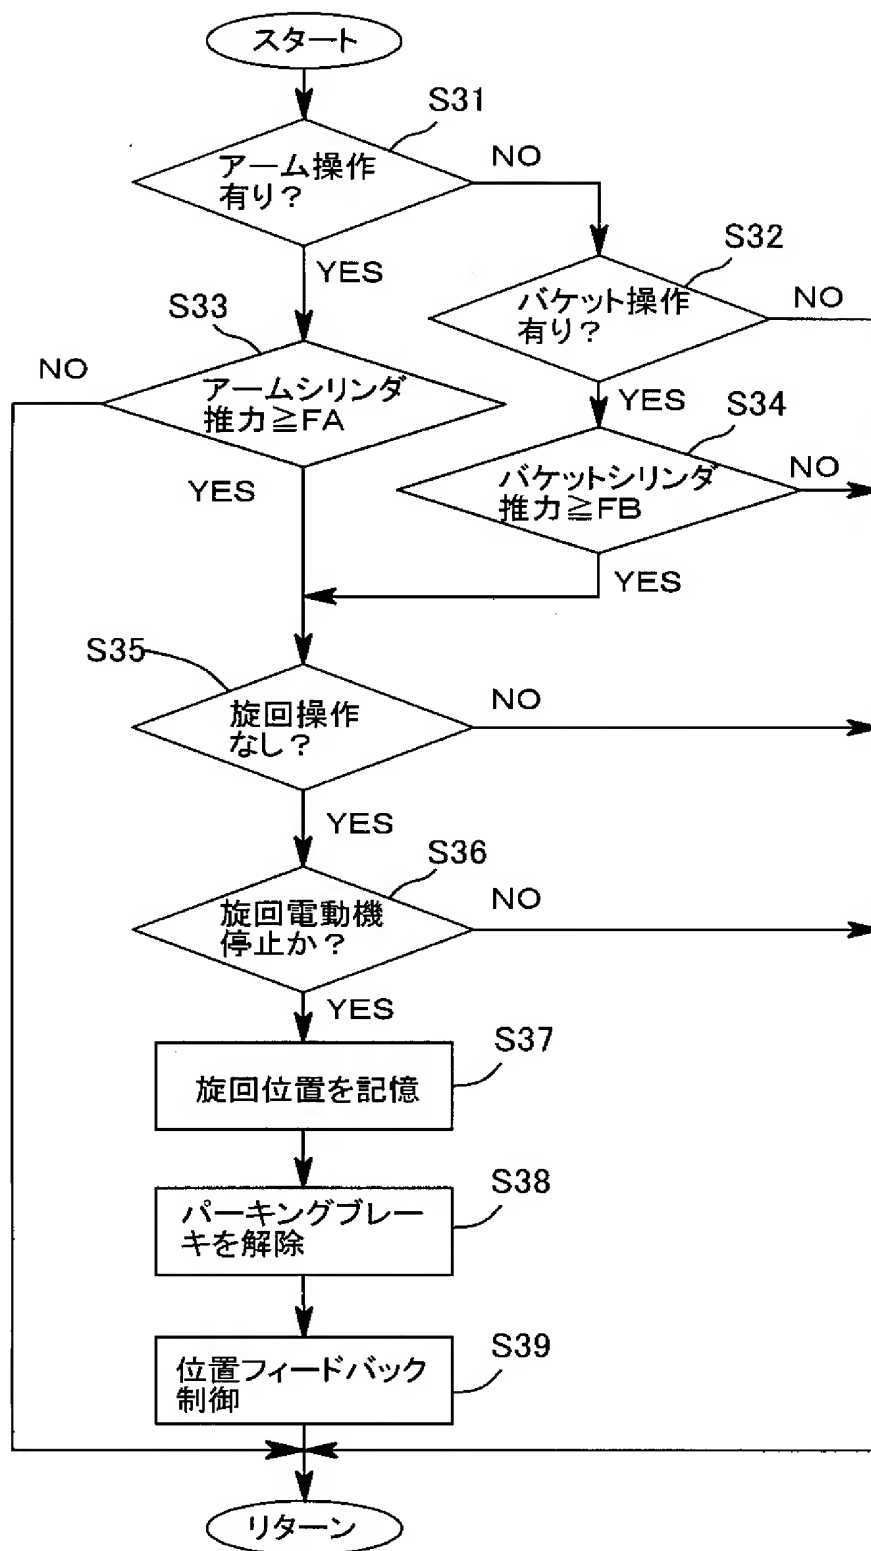 スタート
S31
アーム操作
有り？
NO
YES
S32
バケット操作
有り？
NO
YES
S33
アームシリンダ
推力≧FA
NO
YES
S34
バケットシリンダ
推力≧FB
NO
YES
S35
旋回操作
なし？
NO
YES
S36
旋回電動機
停止か？
NO
YES
S37
旋回位置を記憶
S38
パーキングブレー
キを解除
S39
位置フィードバック
制御
リターン